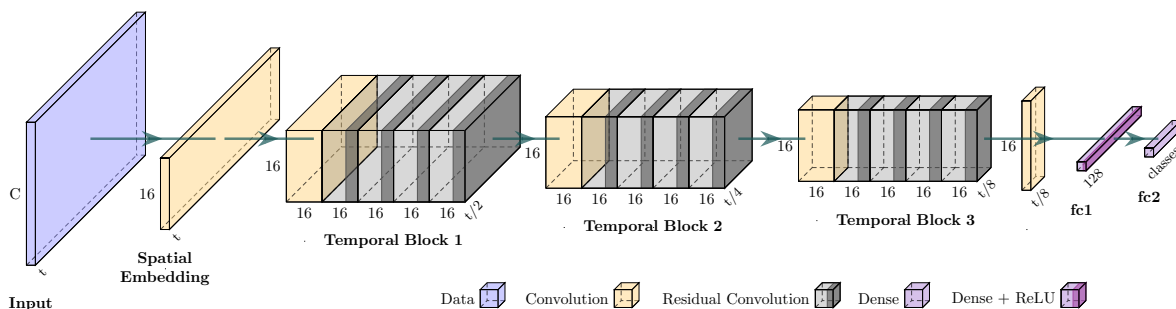 C
t
Input
16
t
Spatial
Embedding
16
16 16 16 16 16
t/2
Temporal Block 1
16
16 16 16 16 16
t/4
Temporal Block 2
16
16 16 16 16 16
t/8
Temporal Block 3
16
t/8
128
fc1
classes
fc2
Data
Convolution
Residual Convolution
Dense
Dense + ReLU